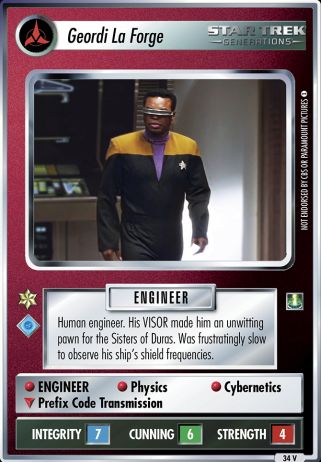 Geordi La Forge
STAR TREK
GENERATIONS
NOT ENDORSED BY CBS OR PARAMOUNT PICTURES
ENGINEER
Human engineer. His VISOR made him an unwitting
pawn for the Sisters of Duras. Was frustratingly slow
to observe his ship's shield frequencies.
ENGINEER Physics Cybernetics
Prefix Code Transmission
INTEGRITY 7 CUNNING 6 STRENGTH 4
34 V